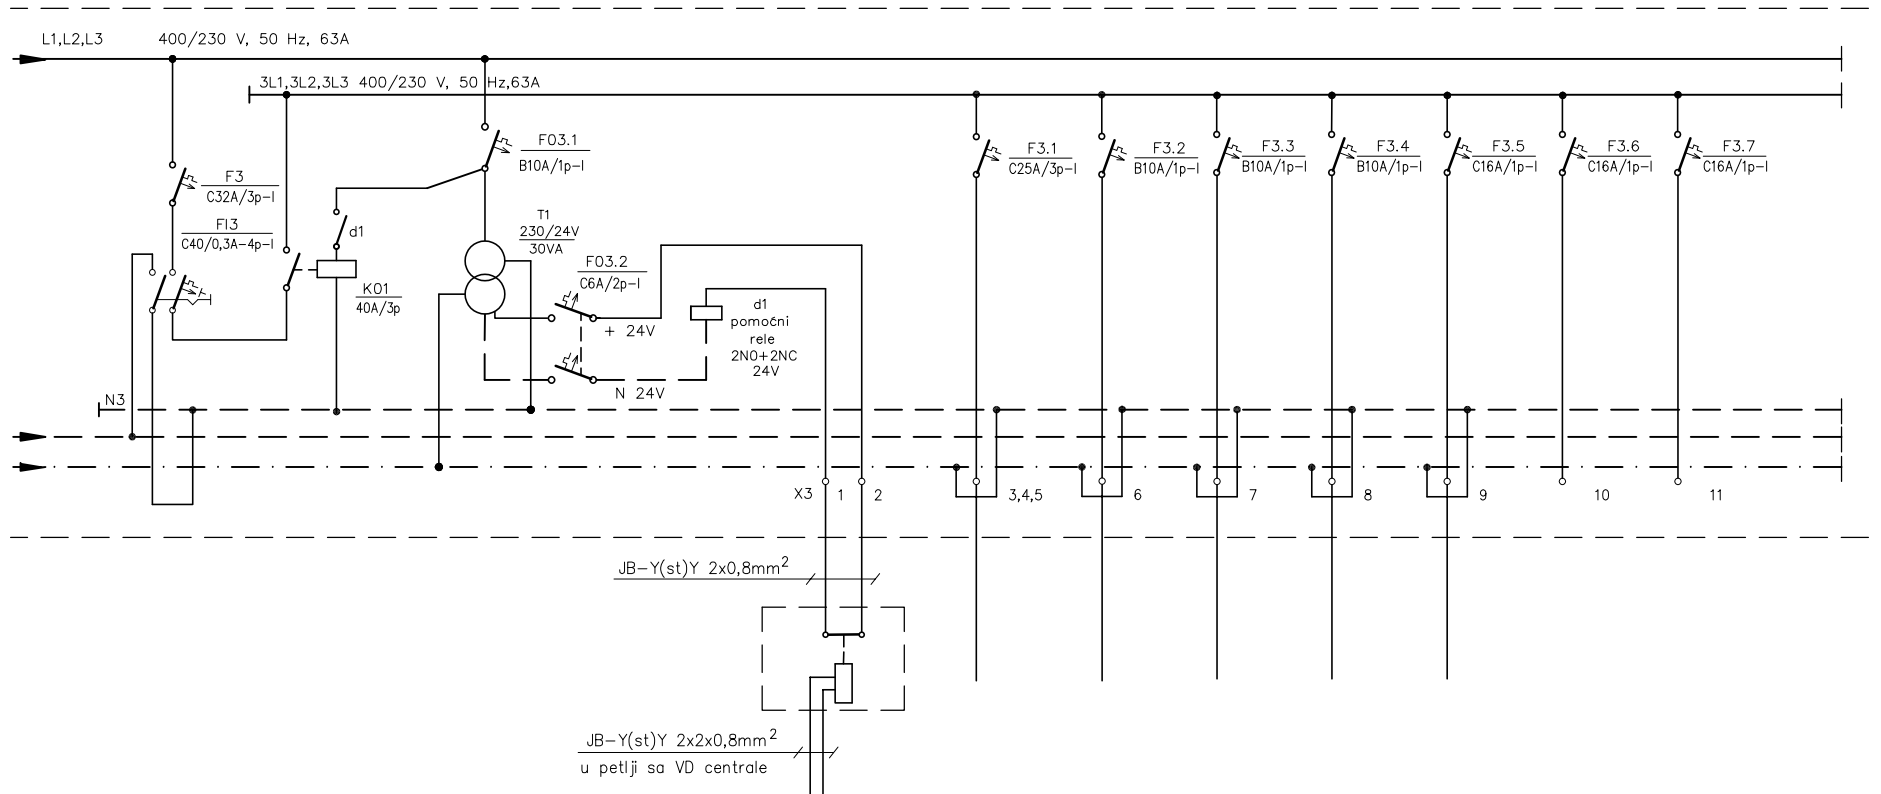 L1,L2,L3 400/230 V, 50 Hz, 63A
3L1,3L2,3L3 400/230 V, 50 Hz,63A
F03.1
B10A/1p-I
F3
C32A/3p-I
FI3
C40/0,3A-4p-I
d1
K01
40A/3p
T1
230/24V
30VA
F03.2
C6A/2p-I
+ 24V
N 24V
d1
pomoćni
rele
2NO+2NC
24V
F3.1
C25A/3p-I
F3.2
B10A/1p-I
F3.3
B10A/1p-I
F3.4
B10A/1p-I
F3.5
C16A/1p-I
F3.6
C16A/1p-I
F3.7
C16A/1p-I
N3
X3 1 2 3,4,5 6 7 8 9 10 11
JB-Y(st)Y 2x0,8mm²
JB-Y(st)Y 2x2x0,8mm²
u petlji sa VD centrale